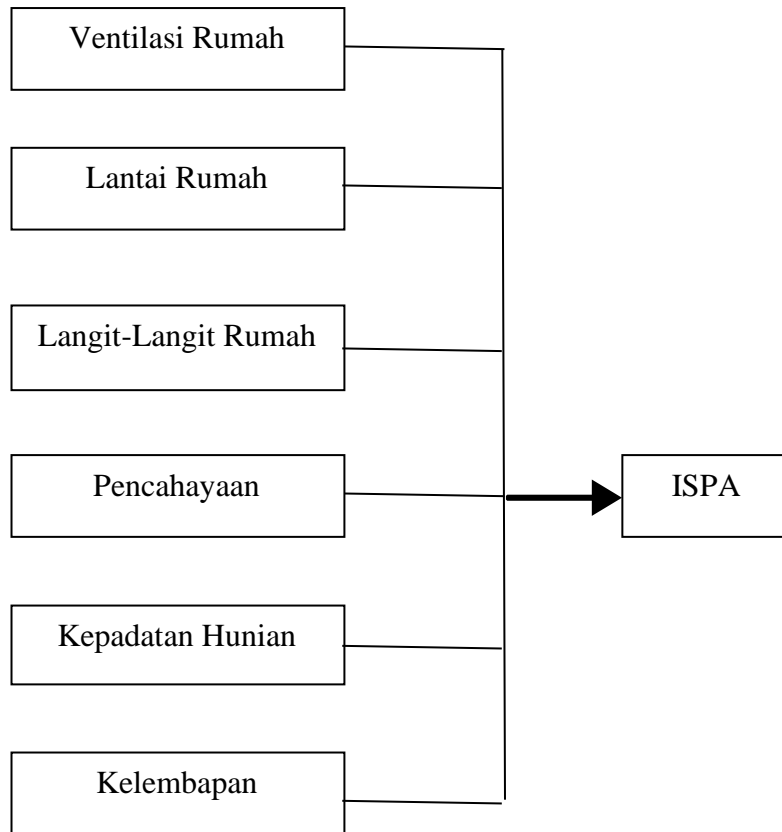 Ventilasi Rumah
Lantai Rumah
Langit-Langit Rumah
Pencahayaan
ISPA
Kepadatan Hunian
Kelembapan